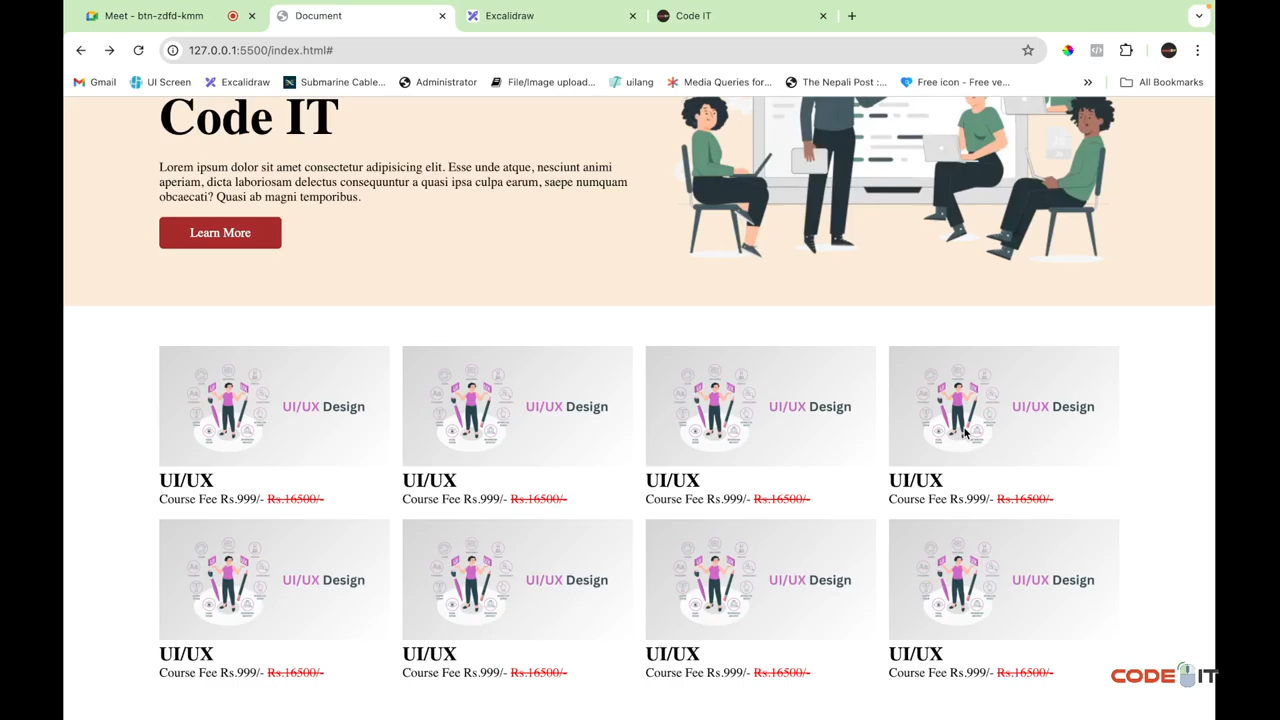 Meet - btn-zdfd-kmm
Document
Excalidraw
Code IT
127.0.0.1:5500/index.html#
Gmail
UI Screen
Excalidraw
Submarine Cable...
Administrator
File/Image upload...
uilang
Media Queries for...
The Nepali Post :...
Free icon - Free ve...
All Bookmarks
Code IT
Lorem ipsum dolor sit amet consectetur adipisicing elit. Esse unde atque, nesciunt animi
aperiam, dicta laboriosam delectus consequuntur a quasi ipsa culpa earum, saepe numquam
obcaecati? Quasi ab magni temporibus.
Learn More
UI/UX Design
UI/UX Design
UI/UX Design
UI/UX Design
UI/UX
UI/UX
UI/UX
UI/UX
Course Fee Rs.999/- Rs.16500/-
Course Fee Rs.999/- Rs.16500/-
Course Fee Rs.999/- Rs.16500/-
Course Fee Rs.999/- Rs.16500/-
UI/UX Design
UI/UX Design
UI/UX Design
UI/UX Design
UI/UX
UI/UX
UI/UX
UI/UX
Course Fee Rs.999/- Rs.16500/-
Course Fee Rs.999/- Rs.16500/-
Course Fee Rs.999/- Rs.16500/-
Course Fee Rs.999/- Rs.16500/-
CODE IT